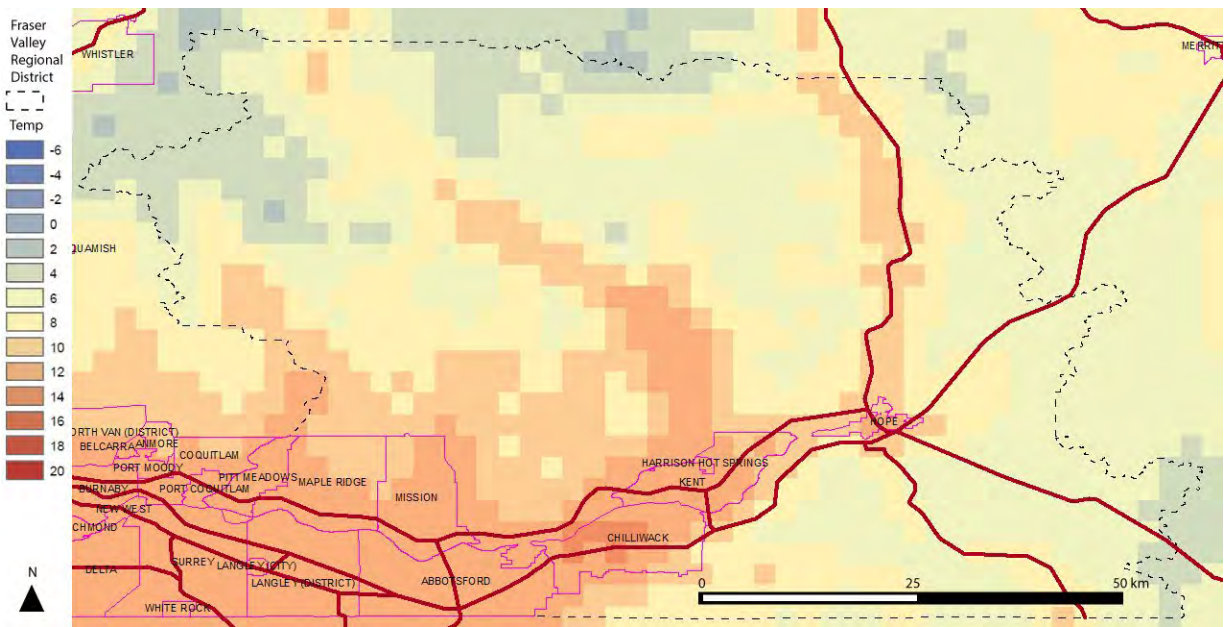 Fraser
Valley
Regional
District
Temp
-6
-4
-2
0
2
4
6
8
10
12
14
16
18
20
N
WHISTLER
MERRIT
QUAMISH
ORTH VAN (DISTRICT)
BELCARRA
ANMORE
COQUITLAM
PORT MOODY
PITT MEADOWS
MAPLE RIDGE
BURNABY
PORT COQUITLAM
MISSION
NEW WEST
CHMOND
HOPE
HARRISON HOT SPRINGS
KENT
CHILLIWACK
DELTA
SURREY
LANGLEY (CITY)
LANGLEY (DISTRICT)
ABBOTSFORD
WHITE ROCK
0 25 50 km